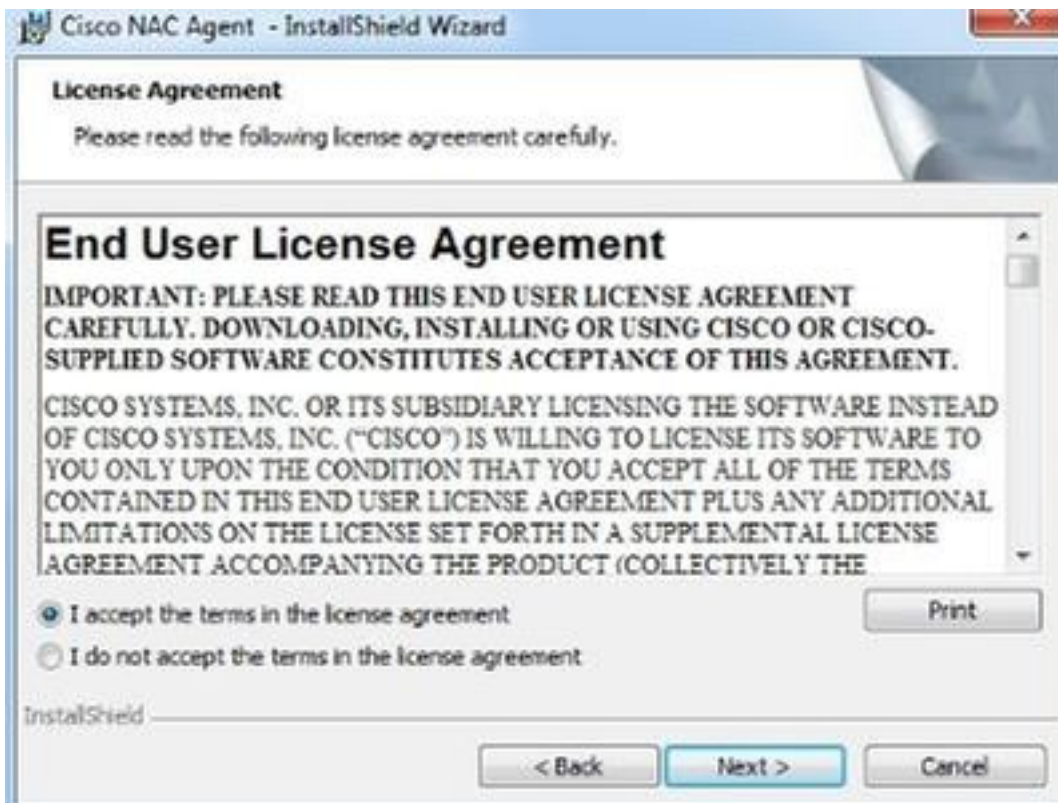 Cisco NAC Agent - InstallShield Wizard
License Agreement
Please read the following license agreement carefully.
End User License Agreement
IMPORTANT: PLEASE READ THIS END USER LICENSE AGREEMENT
CAREFULLY. DOWNLOADING, INSTALLING OR USING CISCO OR CISCO-
SUPPLIED SOFTWARE CONSTITUTES ACCEPTANCE OF THIS AGREEMENT.
CISCO SYSTEMS, INC. OR ITS SUBSIDIARY LICENSING THE SOFTWARE INSTEAD
OF CISCO SYSTEMS, INC. ("CISCO") IS WILLING TO LICENSE ITS SOFTWARE TO
YOU ONLY UPON THE CONDITION THAT YOU ACCEPT ALL OF THE TERMS
CONTAINED IN THIS END USER LICENSE AGREEMENT PLUS ANY ADDITIONAL
LIMITATIONS ON THE LICENSE SET FORTH IN A SUPPLEMENTAL LICENSE
AGREEMENT ACCOMPANYING THE PRODUCT (COLLECTIVELY THE
I accept the terms in the license agreement
Print
I do not accept the terms in the license agreement
InstallShield
< Back
Next >
Cancel